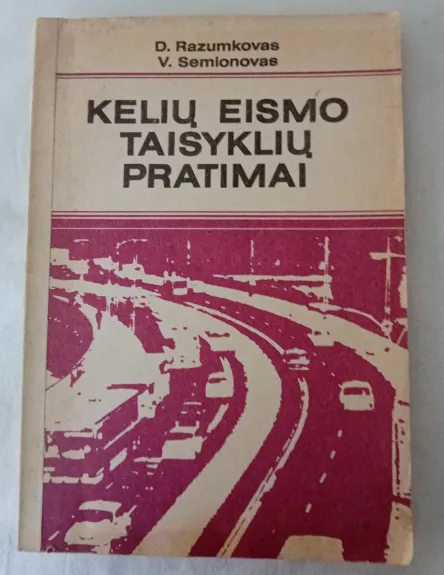 D. Razumkovas
V. Semionovas
KELIŲ EISMO
TAISYKLIŲ
PRATIMAI